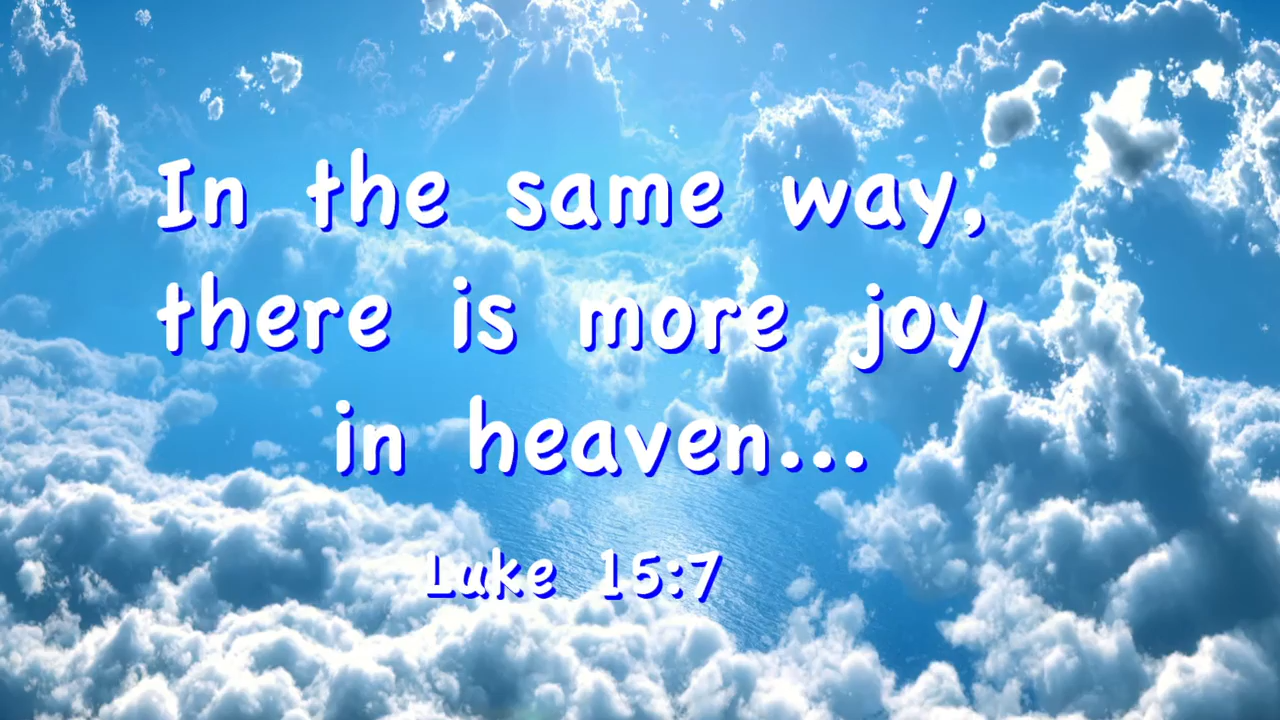 In the same way,
there is more joy
in heaven...
Luke 15:7